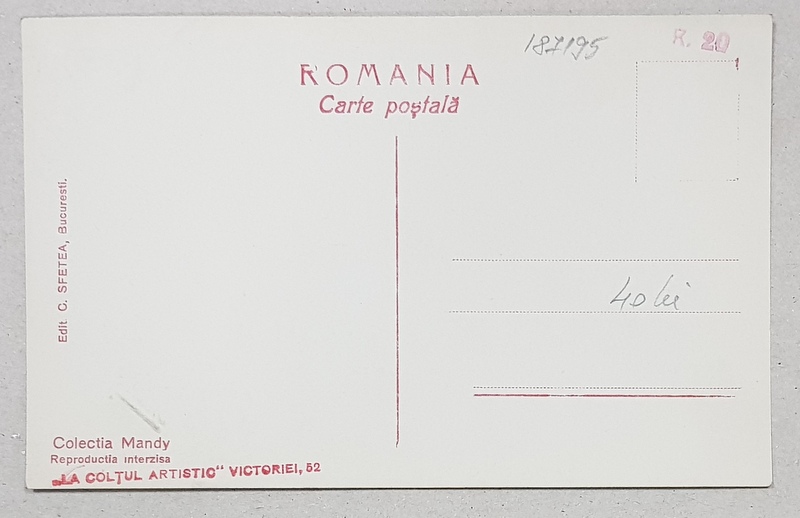 187195
R. 20
ROMANIA
Carte poștală
Edit C. SFETEA, Bucuresti.
40 lei
Colectia Mandy
Reproductia interzisa
„LA COLȚUL ARTISTIC" VICTORIEI, 52